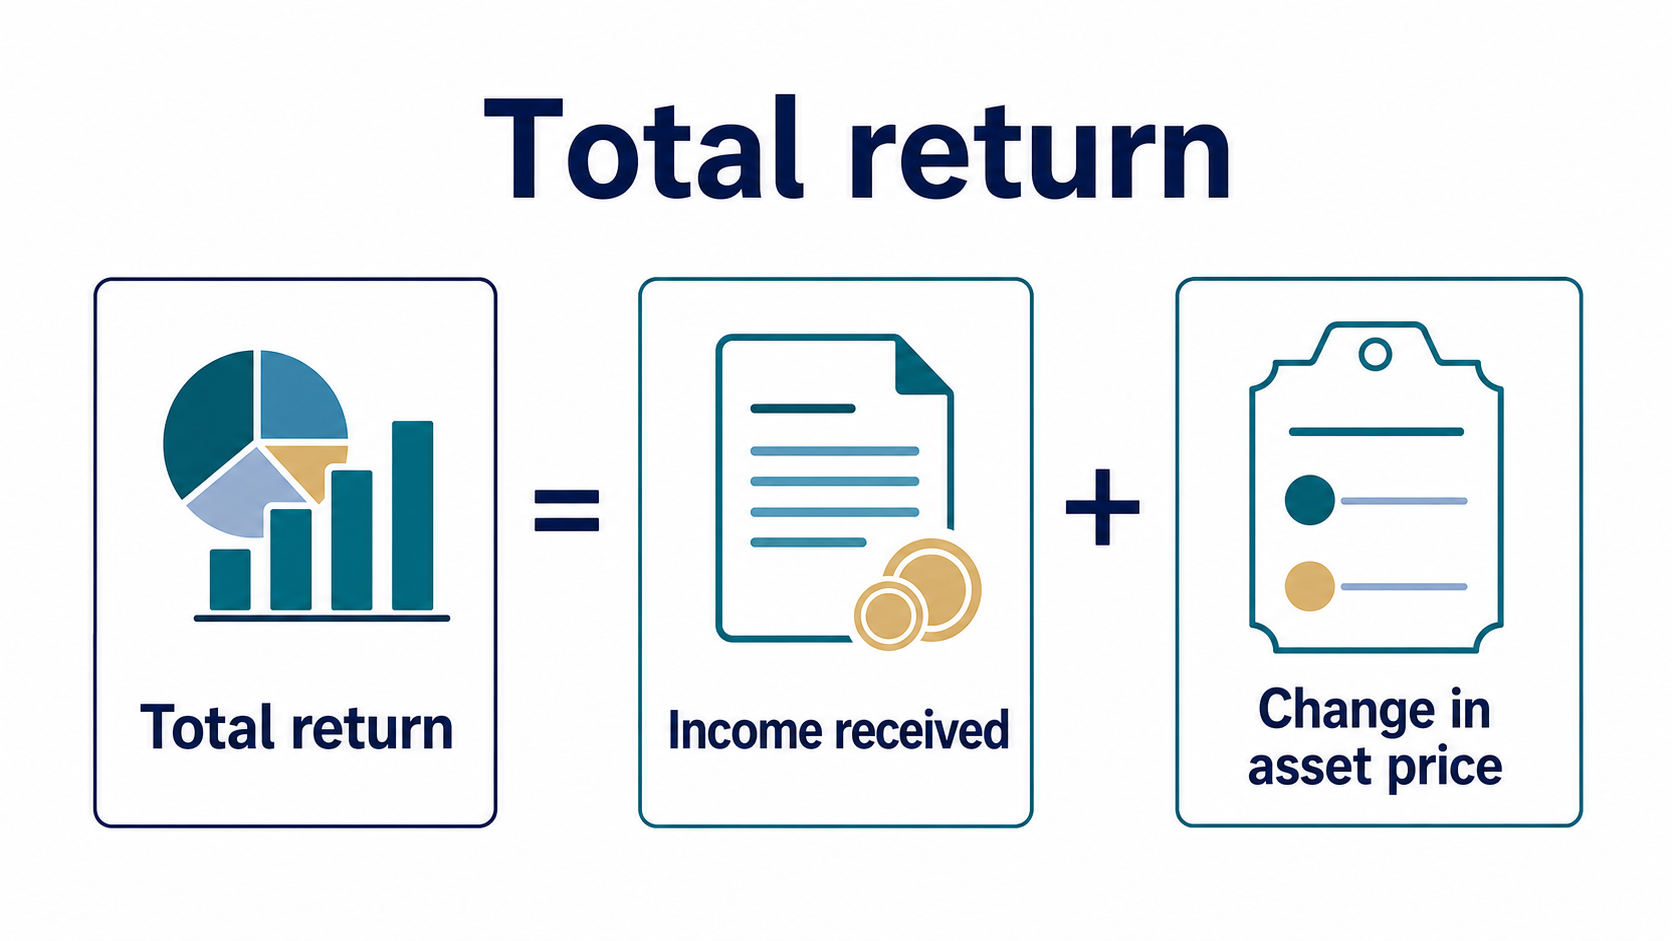 Total return
Total return
=
Income received
+
Change in
asset price